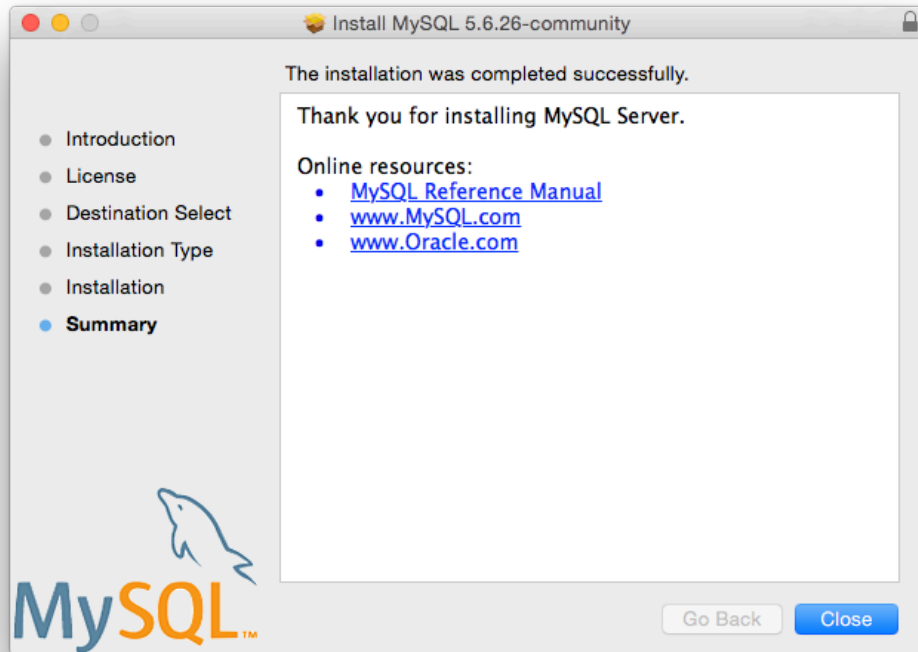 Install MySQL 5.6.26-community
The installation was completed successfully.
Introduction
License
Destination Select
Installation Type
Installation
Summary
Thank you for installing MySQL Server.
Online resources:
• MySQL Reference Manual
• www.MySQL.com
• www.Oracle.com
MySQL™
Go Back
Close